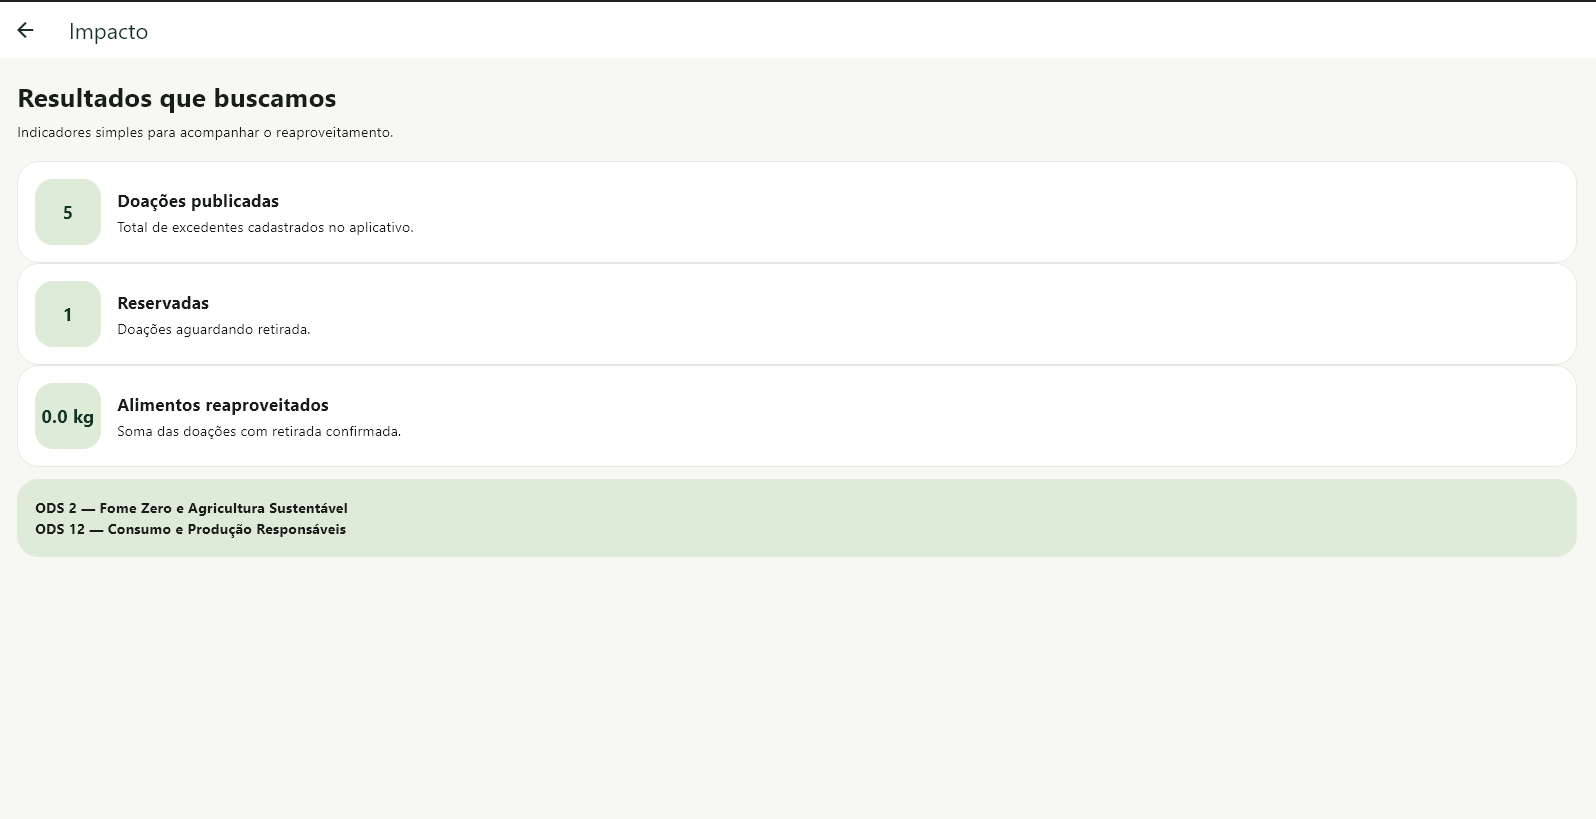 Impacto
Resultados que buscamos
Indicadores simples para acompanhar o reaproveitamento.
5
Doações publicadas
Total de excedentes cadastrados no aplicativo.
1
Reservadas
Doações aguardando retirada.
0.0 kg
Alimentos reaproveitados
Soma das doações com retirada confirmada.
ODS 2 — Fome Zero e Agricultura Sustentável
ODS 12 — Consumo e Produção Responsáveis